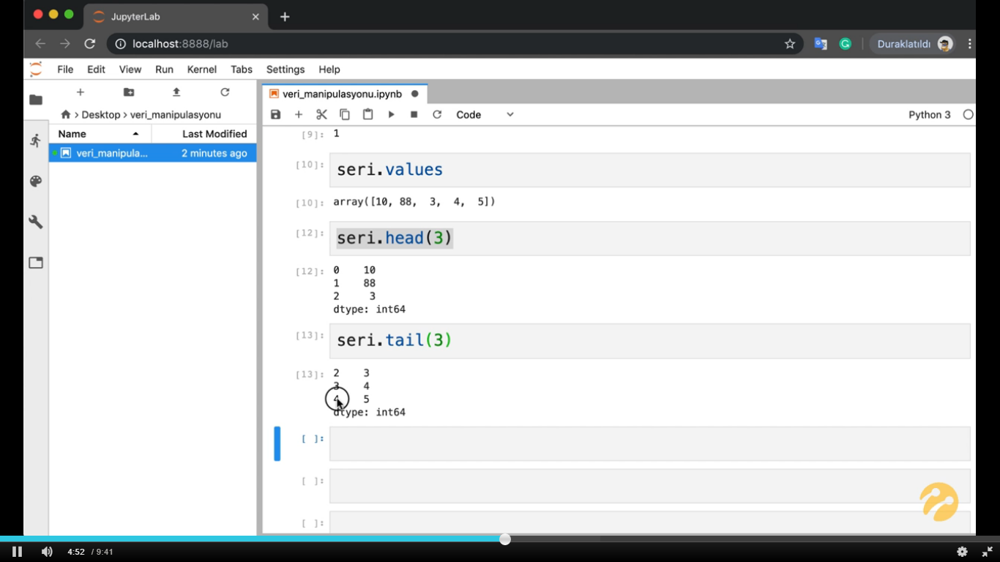 JupyterLab
localhost:8888/lab
Duraklatıldı
File Edit View Run Kernel Tabs Settings Help
Desktop > veri_manipulasyonu
Name Last Modified
veri_manipula... 2 minutes ago
veri_manipulasyonu.ipynb
Code
Python 3
[9]: 1
[10]: seri.values
[10]: array([10, 88, 3, 4, 5])
[12]: seri.head(3)
[12]: 0 10
1 88
2 3
dtype: int64
[13]: seri.tail(3)
[13]: 2 3
3 4
4 5
dtype: int64
[ ]:
[ ]:
[ ]:
4:52 / 9:41